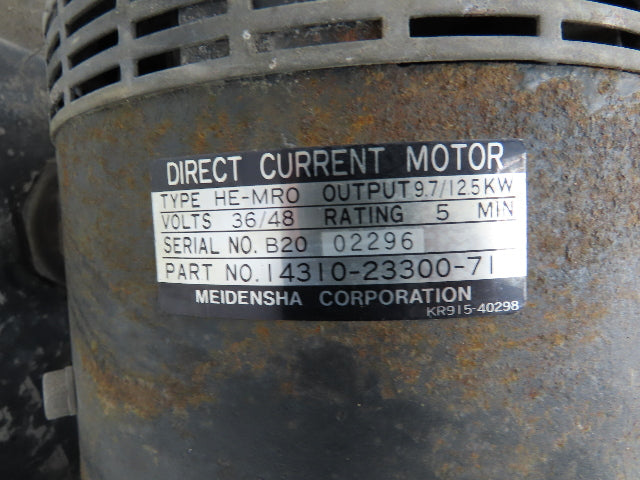 DIRECT CURRENT MOTOR
TYPE HE-MRO OUTPUT 9.7/12.5KW
VOLTS 36/48 RATING 5 MIN
SERIAL NO. B20 02296
PART NO. 14310-23300-71
MEIDENSHA CORPORATION
KR915-40298